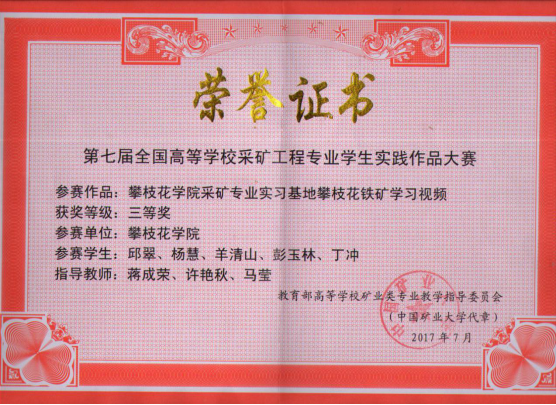 荣誉证书
第七届全国高等学校采矿工程专业学生实践作品大赛
参赛作品：攀枝花学院采矿专业实习基地攀枝花铁矿学习视频
获奖等级：三等奖
参赛单位：攀枝花学院
参赛学生：邱翠、杨慧、羊清山、彭玉林、丁冲
指导教师：蒋成荣、许艳秋、马莹
教育部高等学校矿业类专业教学指导委员会
（中国矿业大学代章）
2017年7月